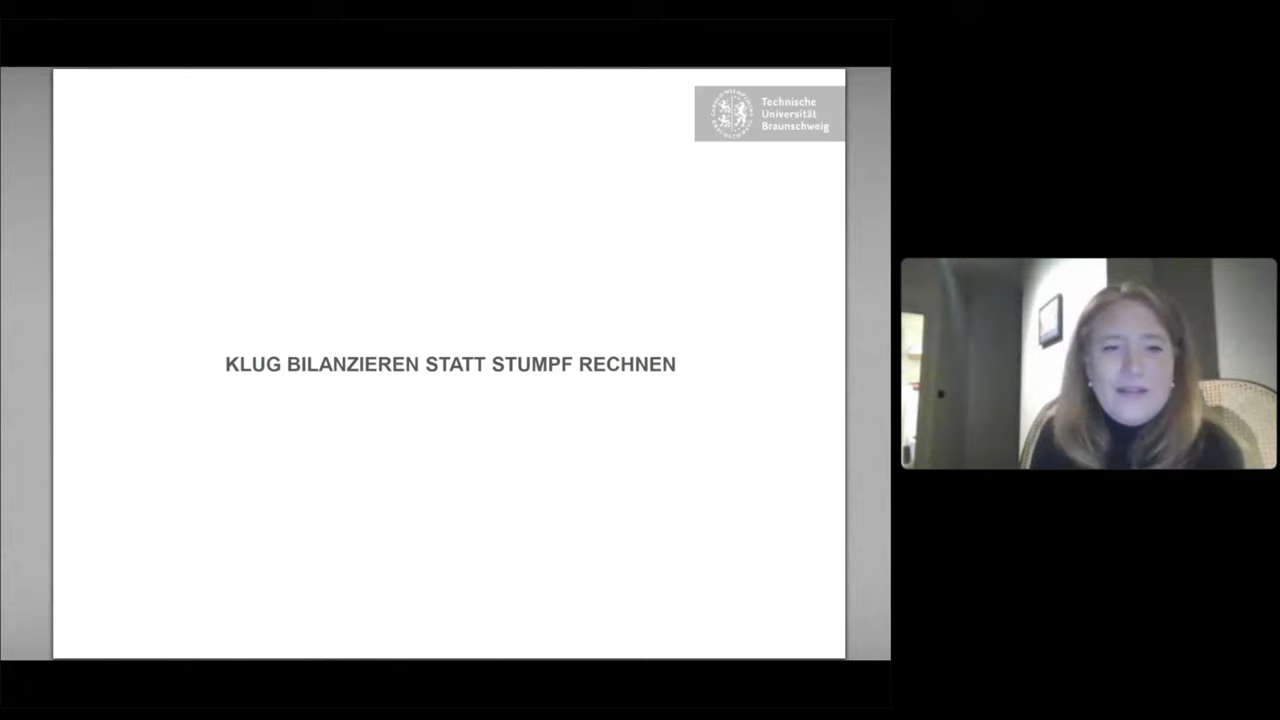 Technische
Universität
Braunschweig
KLUG BILANZIEREN STATT STUMPF RECHNEN